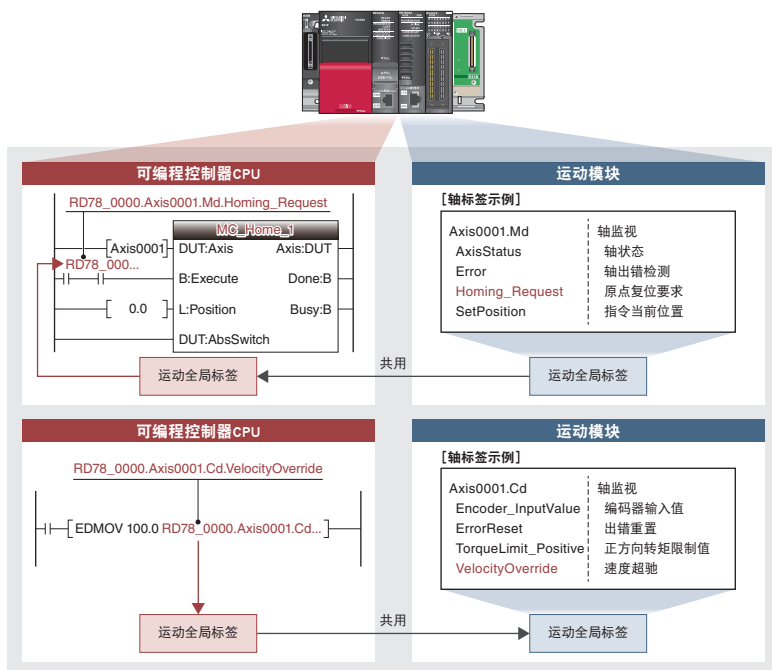 可编程控制器CPU
RD78_0000.Axis0001.Md.Homing_Request
MC_Home_1
Axis0001
DUT:Axis
Axis:DUT
RD78_000...
B:Execute
Done:B
0.0
L:Position
Busy:B
DUT:AbsSwitch
运动全局标签
共用
运动模块
[轴标签示例]
Axis0001.Md 轴监视
AxisStatus 轴状态
Error 轴出错检测
Homing_Request 原点复位要求
SetPosition 指令当前位置
运动全局标签
可编程控制器CPU
RD78_0000.Axis0001.Cd.VelocityOverride
EDMOV 100.0 RD78_0000.Axis0001.Cd...
运动全局标签
共用
运动模块
[轴标签示例]
Axis0001.Cd 轴监视
Encoder_InputValue 编码器输入值
ErrorReset 出错重置
TorqueLimit_Positive 正方向转矩限制值
VelocityOverride 速度超驰
运动全局标签